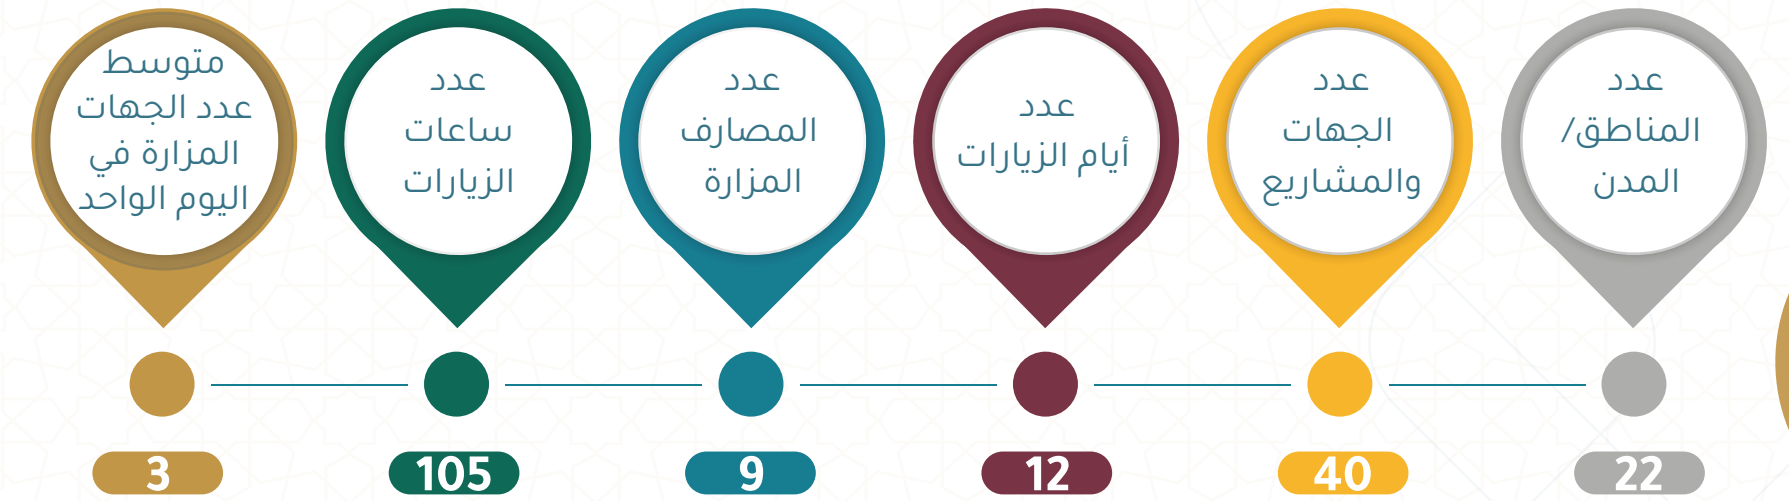 عدد
المناطق/
المدن
22
عدد
الجهات
والمشاريع
40
عدد
أيام الزيارات
12
عدد
المصارف
المزارة
9
عدد
ساعات
الزيارات
105
متوسط
عدد الجهات
المزارة في
اليوم الواحد
3